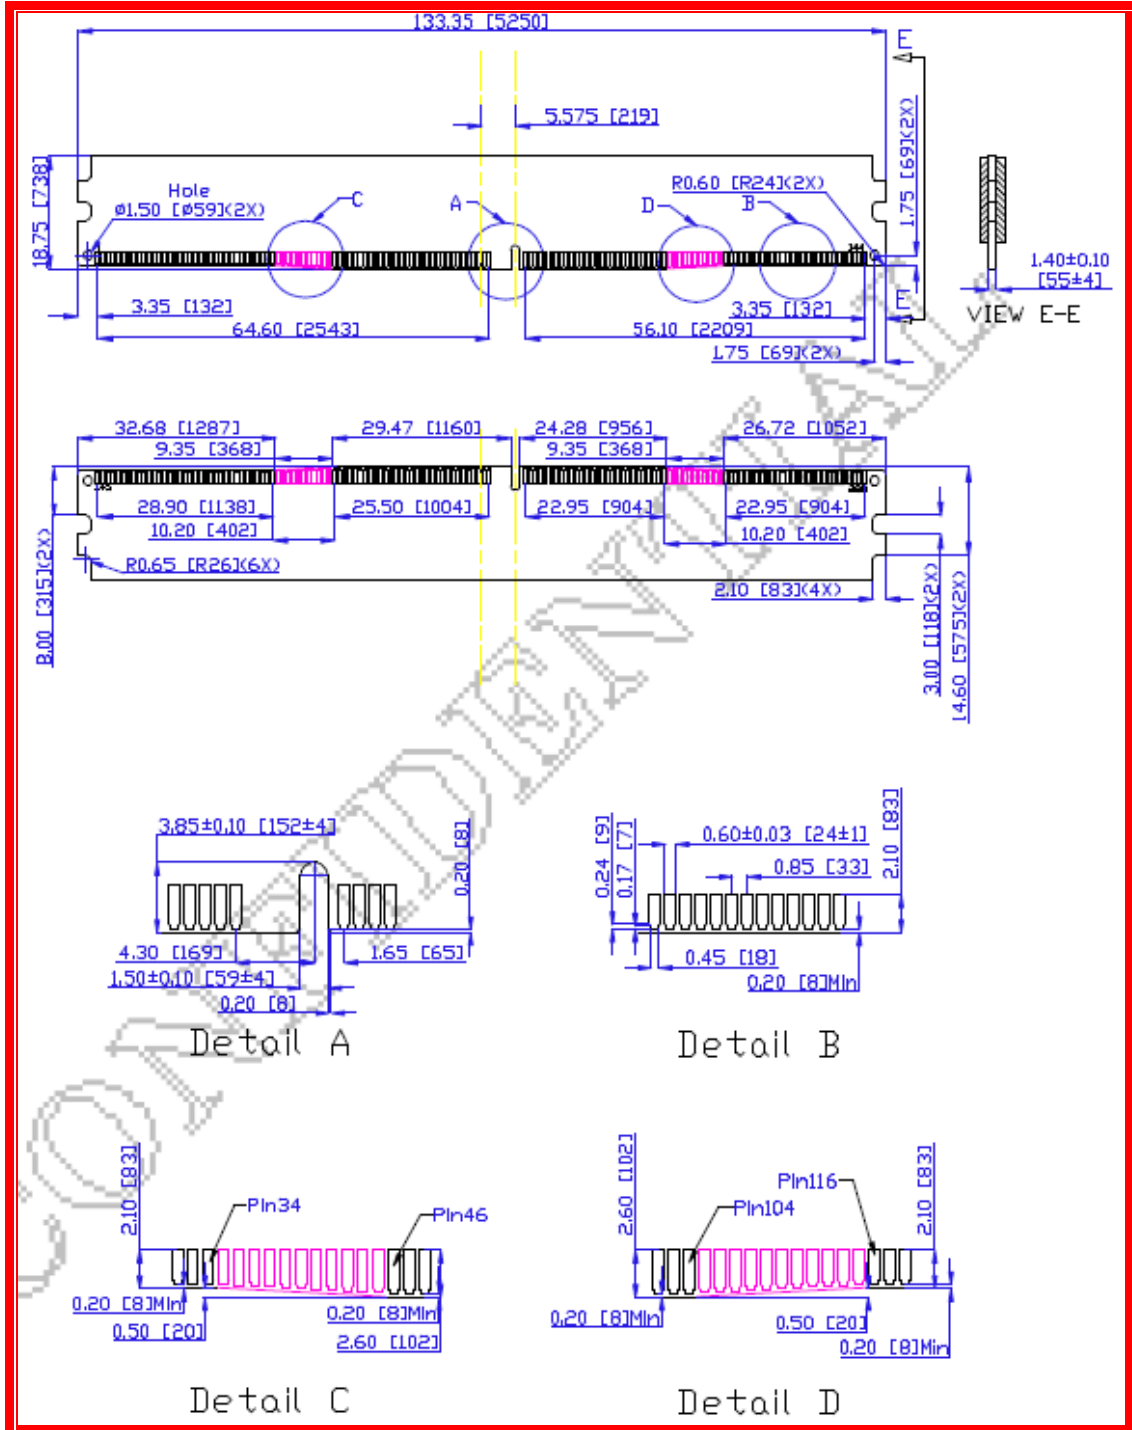 133.35 [5250]
E
5.575 [219]
18.75 [738]
Hole
ø1.50 [ø59](2X)
C
A
D
B
R0.60 [R24](2X)
1.75 [69](2X)
1.40±0.10
[55±4]
VIEW E-E
3.35 [132]
3.35 [132]
E
64.60 [2543]
56.10 [2209]
1.75 [69](2X)
32.68 [1287]
29.47 [1160]
24.28 [956]
26.72 [1052]
9.35 [368]
9.35 [368]
28.90 [1138]
25.50 [1004]
22.95 [904]
22.95 [904]
10.20 [402]
10.20 [402]
R0.65 [R26](6X)
2.10 [83](4X)
8.00 [315](2X)
3.00 [118](2X)
14.60 [575](2X)
CONFIDENTIAL
3.85±0.10 [152±4]
0.20 [8]
4.30 [169]
1.65 [65]
1.50±0.10 [59±4]
0.20 [8]
Detail A
0.24 [9]
0.17 [7]
0.60±0.03 [24±1]
0.85 [33]
2.10 [83]
0.45 [18]
0.20 [8]Min
Detail B
2.10 [83]
Pin34
Pin46
0.20 [8]Min
0.50 [20]
0.20 [8]Min
2.60 [102]
Detail C
2.60 [102]
Pin104
Pin116
2.10 [83]
0.20 [8]Min
0.50 [20]
0.20 [8]Min
Detail D